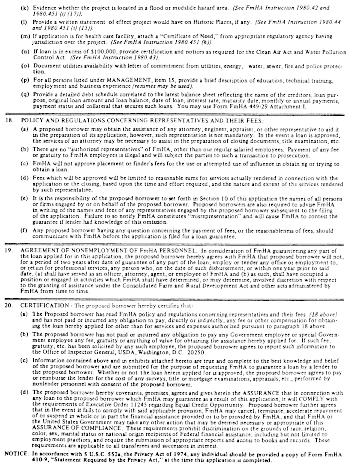 (k) Evidence whether the project is located in a flood or mudslide hazard area. (See FmHA Instruction 1980.42 and
1980.451 (i) (17)).
(l) Provide a written statement of effect project would have on Historic Places, if any. (See FmHA Instruction 1980.44
and 1980.451 (i) (13)).
(m) If application is for health care facility, attach a "Certificate of Need," from appropriate regulatory agency having
jurisdiction over the project. (See FmHA Instruction 1980.451
(n) If loan is in excess of $100,000, provide certification and notices as required for the Clean Air Act and Water Pollution
Control Act (See FmHA Instruction 1980.43).
(o) Document utilities availability with letter of commitment from utilities, energy, water, sewer, fire and police protec-
tion.
(p) For all persons listed under MANAGEMENT, item 15, provide a brief description of education, technical training,
employment and business experience (resumes may be used).
(q) Provide a detailed debt schedule correlated to the latest balance sheet reflecting the names of the creditors, loan pur-
pose, original loan amount and loan balance, date of loan, interest rate, maturity date, monthly or annual payments,
payment status and collateral that secures such loans. You may use Form FmHA 449-25 Attachment 1.
18. POLICY AND REGULATIONS CONCERNING REPRESENTATIVES AND THEIR FEES:
(a) A proposed borrower may obtain the assistance of any attorney, engineer, appraiser, or other representative to aid it
in the preparation of its application, however, such representation is not mandatory. In the event a loan is approved,
the services of an attorney may be necessary to assist in the preparation of closing documents, title examination, etc.
(b) There are no "authorized representatives" of FmHA, other than our regular salaried employees. Payment of any fee
or gratuity to FmHA employees is illegal and will subject the parties to such a transaction to prosecution.
(c) FmHA will not approve placement or finder's fees for the use or attempted use of influence in obtaining or trying to
obtain a loan.
(d) Fees which will be approved will be limited to reasonable sums for services actually rendered in connection with the
application or the closing, based upon the time and effort required, and the nature and extent of the services rendered
by such representative.
(e) It is the responsibility of the proposed borrower to set forth in Section 10 of this application the names of all persons
or firms engaged by or on behalf of the proposed borrower. Proposed borrowers are also required to advise FmHA
in writing of the names and fees of any representatives engaged by the proposed borrower subsequent to the filing
of the application. Failure to so notify FmHA constitutes "misrepresentation" and will cause FmHA to contest the
guarantee if lender had knowledge of this omission.
(f) Any proposed borrower having any question concerning the payment of fees, or the reasonableness of fees, should
communicate with FmHA before the application is filed for a loan guarantee.
19. AGREEMENT OF NONEMPLOYMENT OF FmHA PERSONNEL. In consideration of FmHA guaranteeing any part of
the loan applied for in this application, the proposed borrower hereby agrees with FmHA that proposed borrower will not,
for a period of two years after date of guarantee of any part of the loan, employ or tender any office or employment to,
or retain for professional services, any person who, on the date of such disbursement, or within one year prior to said
date, (a) shall have served as an officer, attorney, agent, or employee of FmHA and (b) as such, shall have occupied a
position or engaged in activities which FmHA shall have determined, or may determine, involved discretion with respect
to the granting of assistance under the Consolidated Farm and Rural Development Act and other acts administered by
FmHA from time to time.
20. CERTIFICATION - The proposed borrower hereby certifies that:
(a) The Proposed borrower has read FmHA policy and regulations concerning representatives and their fees (18 above)
and has not paid or incurred any obligation to pay, directly or indirectly, any fee or other compensation for obtain-
ing the loan hereby applied for other than for services and expenses authorized pursuant to paragraph 18 above
(b) The proposed borrower has not paid or incurred any obligation to pay any Government employee or special Govern-
ment employee any fee, gratuity or anything of value for obtaining the assistance hereby applied for. If such fee,
gratuity, etc. has been solicited by any such employee, the proposed borrower agrees to report such information to
the Office of Inspector General, USDA, Washington, D.C. 20250
(c) Information contained above and in exhibits attached hereto are true and complete to the best knowledge and belief
of the proposed borrower and are submitted for the purpose of requesting FmHA to guarantee a loan by a lender to
the proposed borrower. Whether or not the loan herein applied for is approved, the proposed borrower agrees to pay
or reimburse the lender for the cost of any surveys, title or mortgage examinations, appraisals, etc., performed by
nonlender personnel with consent of the proposed borrower.
(d) The proposed borrower hereby covenants, promises, agrees and gives herein the ASSURANCE that in connection with
any loan to the proposed borrower which FmHA may guarantee as a result of this application, it will COMPLY with
the requirements of Executive Order 11245 regarding Equal Credit Opportunity. Proposed borrower further agrees
that in the event it fails to comply with said applicable provision, FmHA may cancel, terminate, accelerate repayment
of or suspend in whole or in part the financial assistance provided or to be provided by FmHA, and that FmHA or
the United States Government may take any other action that may be deemed necessary or appropriate of this
ASSURANCE OF COMPLIANCE. These requirements prohibit discrimination on the grounds of race, religion,
color, sex, marital status or national origin by recipients of Federal financial assistance, including but not limited to
employment practices, and require the submission of appropriate reports and access to books and records. These
requirements are applicable to all transferees and successors in interest.
NOTICE: In accordance with 5 U.S.C. 552a, the Privacy Act of 1974, any individual should be provided a copy of Form FmHA
410-9, "Statement Required by the Privacy Act," at the time this application is completed.